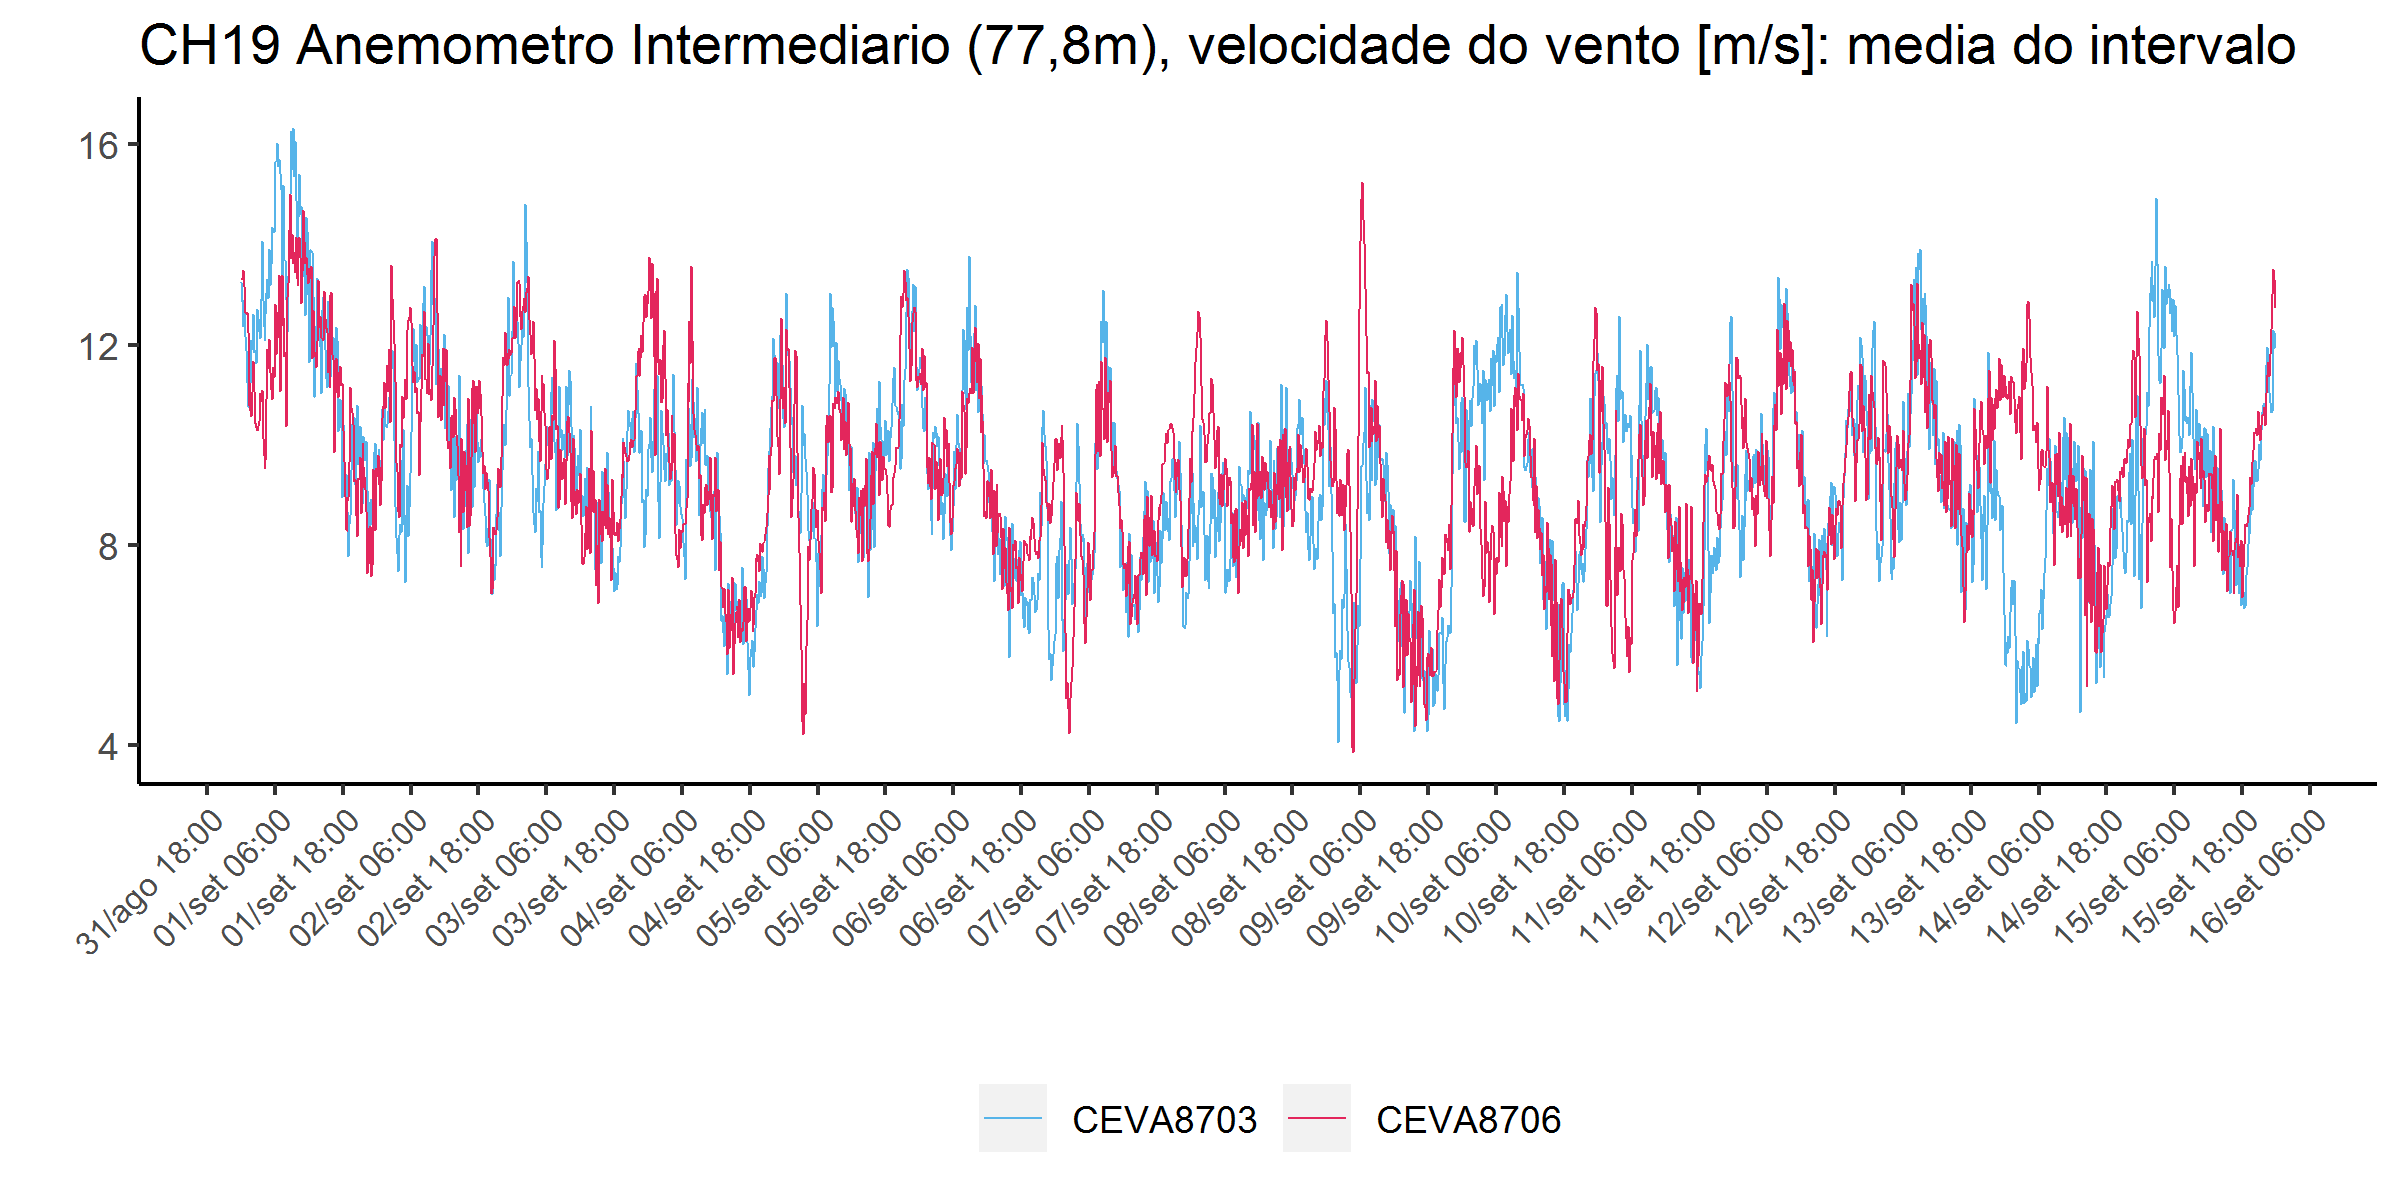 CH19 Anemometro Intermediario (77,8m), velocidade do vento [m/s]: media do intervalo
16
12
8
4
31/ago 18:00
01/set 06:00
01/set 18:00
02/set 06:00
02/set 18:00
03/set 06:00
03/set 18:00
04/set 06:00
04/set 18:00
05/set 06:00
05/set 18:00
06/set 06:00
06/set 18:00
07/set 06:00
07/set 18:00
08/set 06:00
08/set 18:00
09/set 06:00
09/set 18:00
10/set 06:00
10/set 18:00
11/set 06:00
11/set 18:00
12/set 06:00
12/set 18:00
13/set 06:00
13/set 18:00
14/set 06:00
14/set 18:00
15/set 06:00
15/set 18:00
16/set 06:00
CEVA8703
CEVA8706